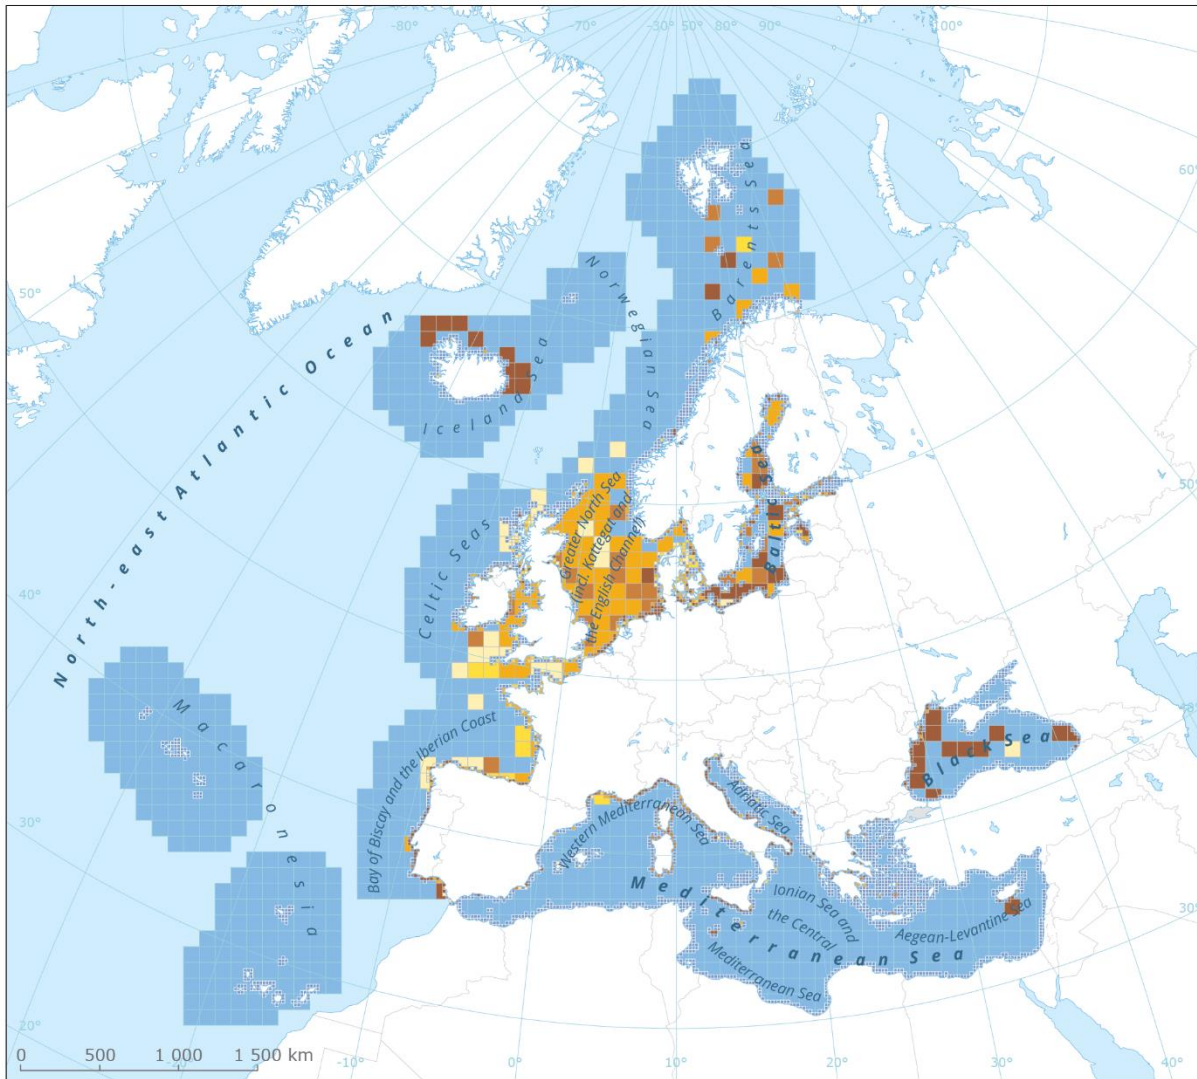 -80°
-30°
50°
80°
90°
100°
-70°
60°
50°
50°
40°
40°
30°
30°
20°
-10°
0°
10°
20°
30°
40°
Barents Sea
Norwegian Sea
Iceland Sea
North-east Atlantic Ocean
Celtic Seas
Greater North Sea
(incl. Kattegat and
the English Channel)
Baltic Sea
Macaronesia
Bay of Biscay and the Iberian Coast
Black Sea
Adriatic Sea
Western Mediterranean Sea
Mediterranean Sea
Ionian Sea and
the Central
Mediterranean Sea
Aegean-Levantine Sea
0 500 1 000 1 500 km